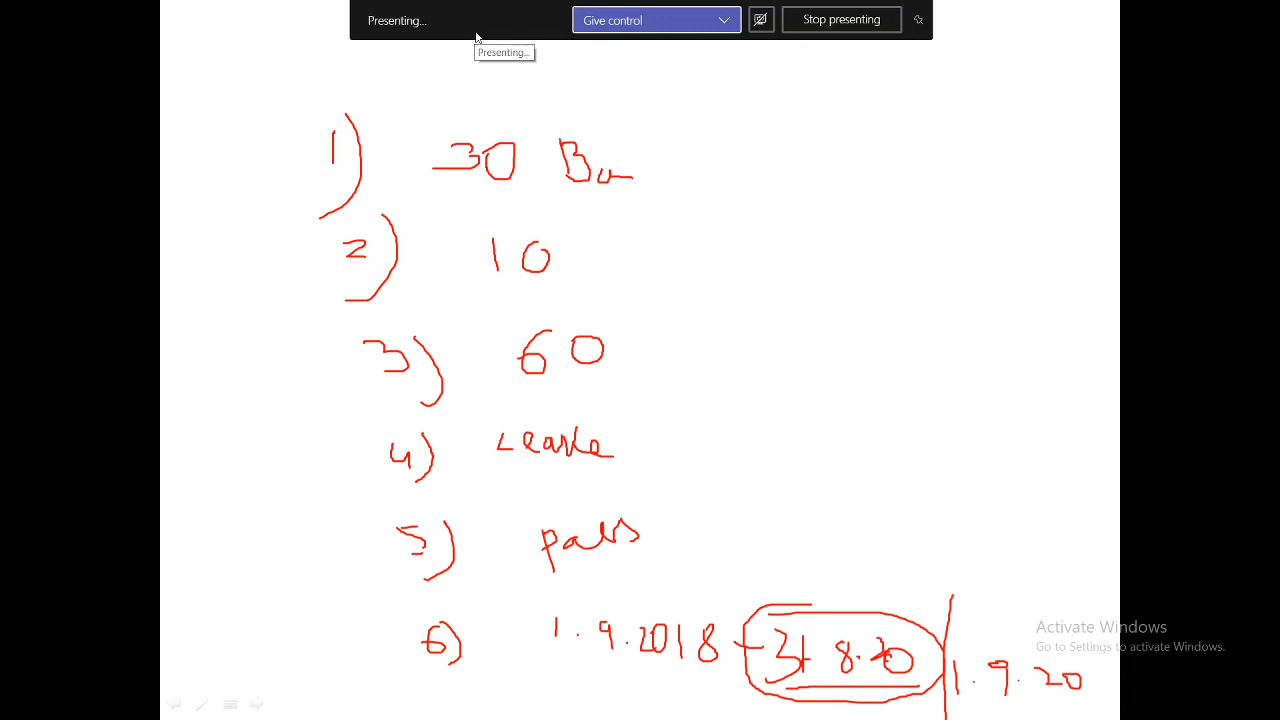 Presenting...
Give control
Stop presenting
Presenting...
1) 30 Ba
2) 10
3) 60
4) Leave
5) pass
6) 1.9.2018 - 31 8.20 1.9.20
Activate Windows
Go to Settings to activate Windows.